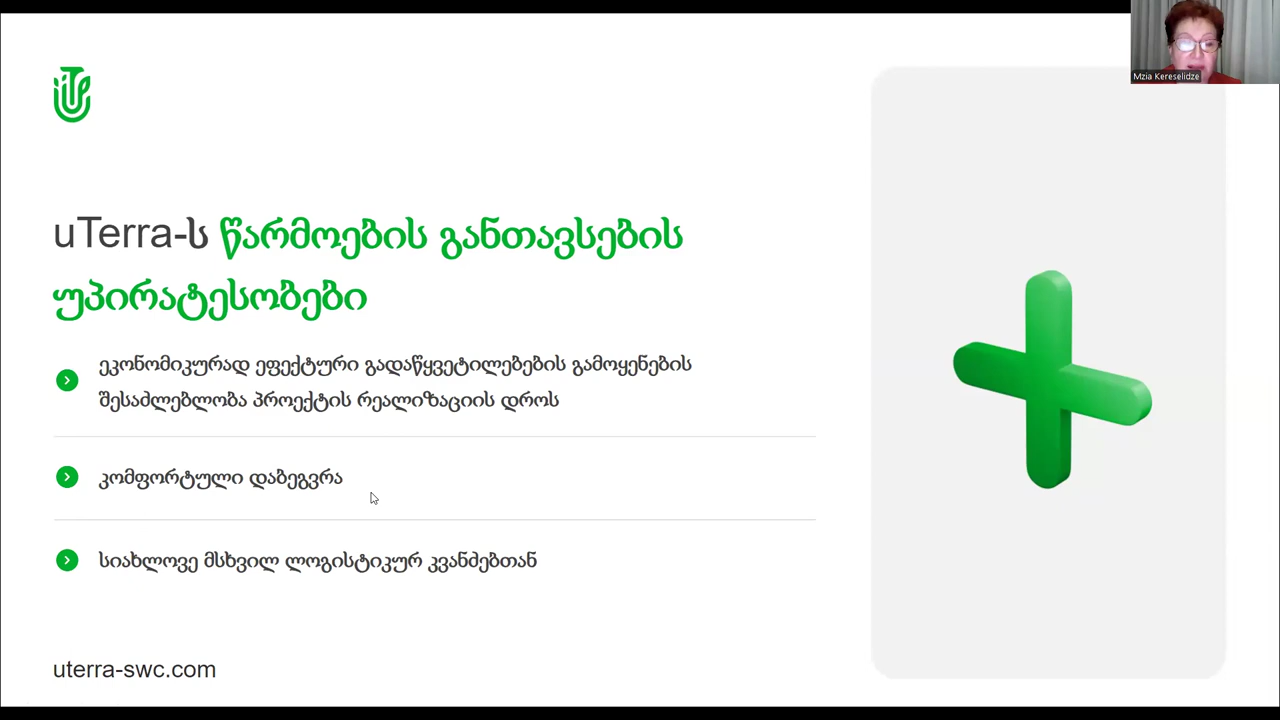 Mzia Kereselidze
uTerra-ს წარმოების განთავსების
უპირატესობები
ეკონომიკურად ეფექტური გადაწყვეტილებების გამოყენების
შესაძლებლობა პროექტის რეალიზაციის დროს
კომფორტული დაბეგვრა
სიახლოვე მსხვილ ლოგისტიკურ კვანძებთან
uterra-swc.com